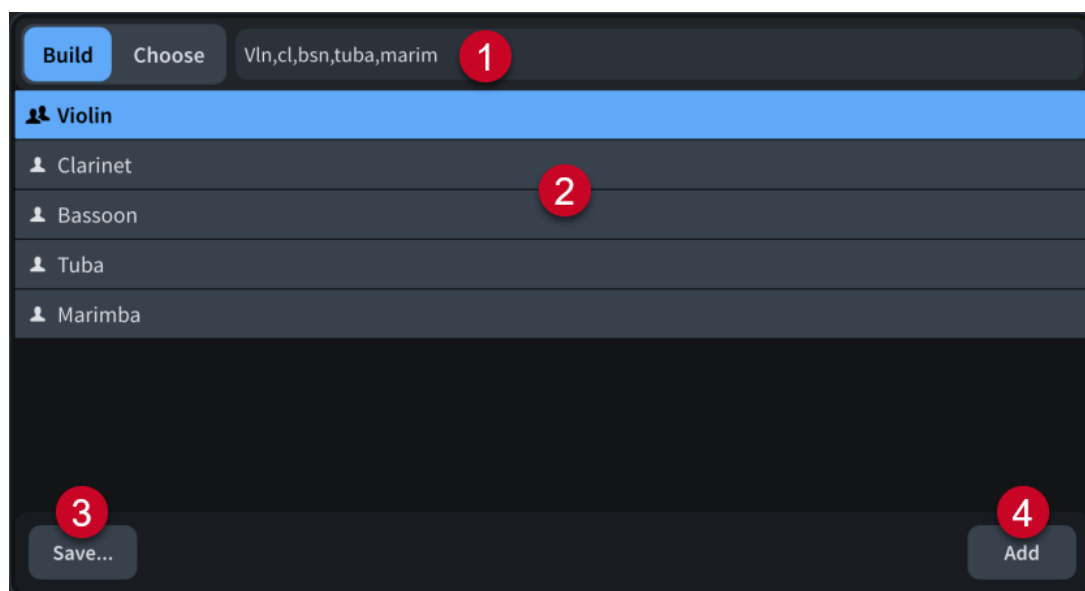 Build Choose Vln,cl,bsn,tuba,marim 1
Violin
Clarinet
2
Bassoon
Tuba
Marimba
3 4
Save... Add